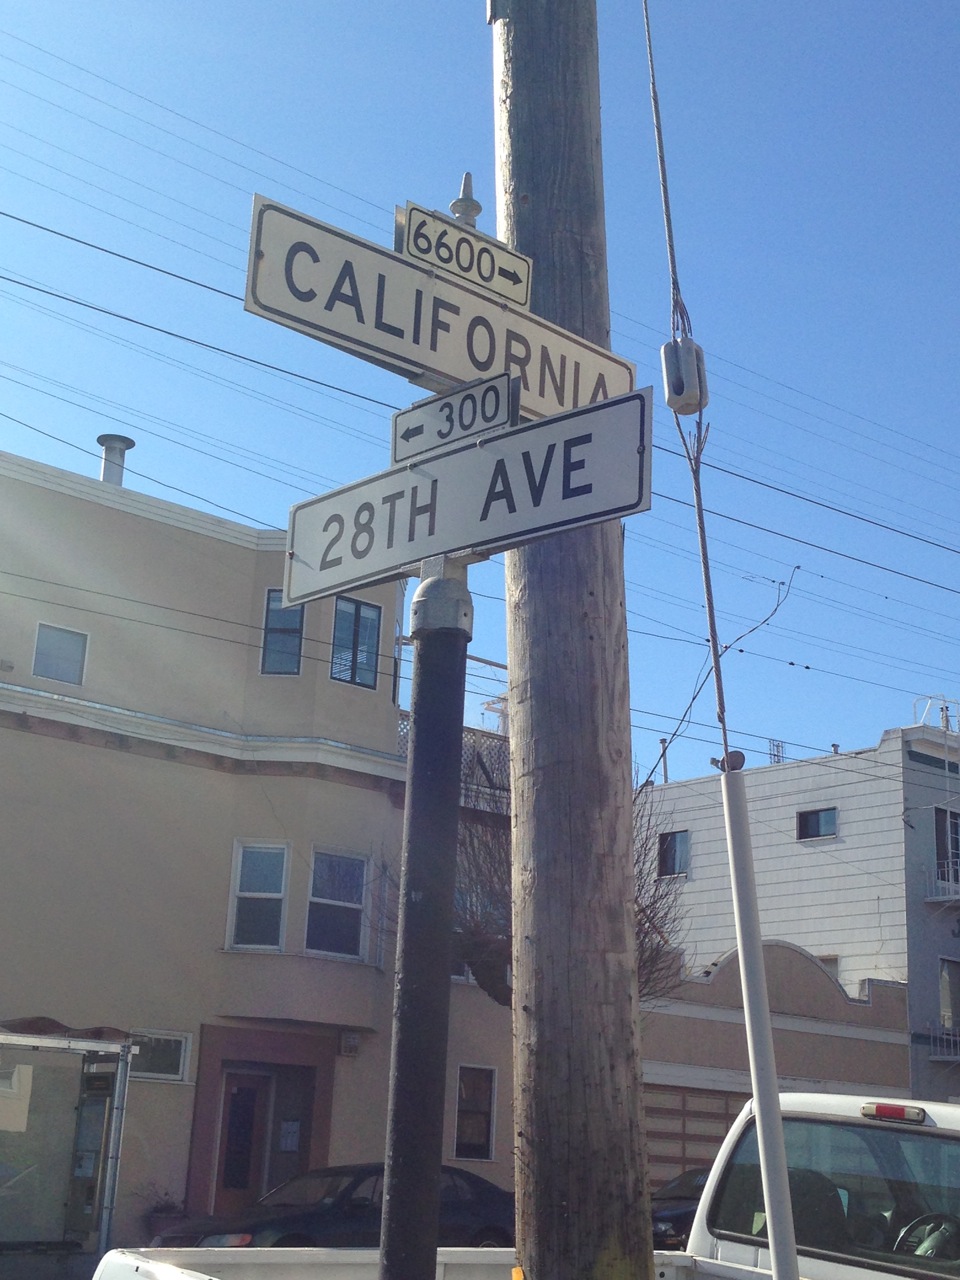 6600→
CALIFORNIA
← 300
28TH AVE